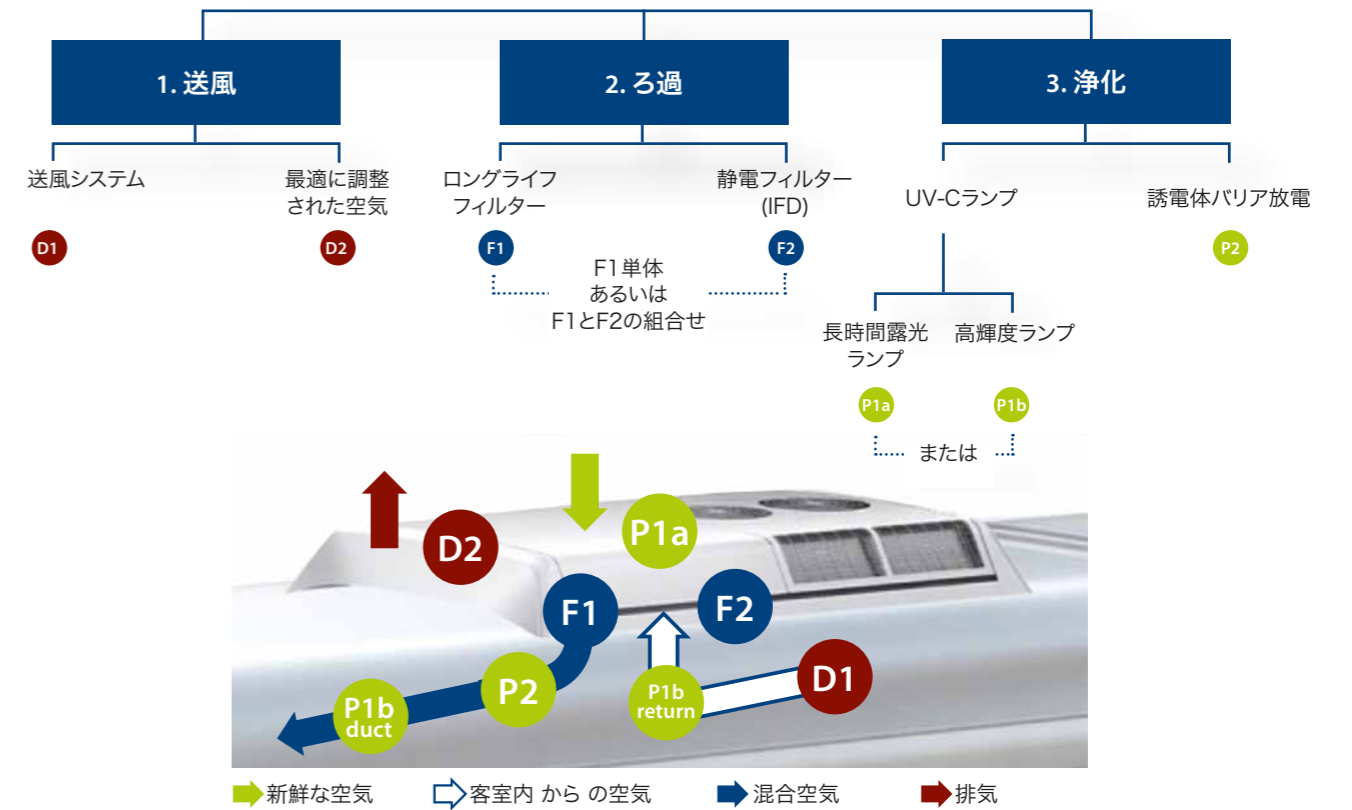 1. 送風
2. ろ過
3. 浄化
送風システム
D1
最適に調整
された空気
D2
ロングライフ
フィルター
F1
静電フィルター
(IFD)
F2
F1単体
あるいは
F1とF2の組合せ
UV-Cランプ
誘電体バリア放電
P2
長時間露光
ランプ
P1a
高輝度ランプ
P1b
または
D2
P1a
F1
F2
P2
P1b
duct
P1b
return
D1
新鮮な空気
客室内 から の空気
混合空気
排気